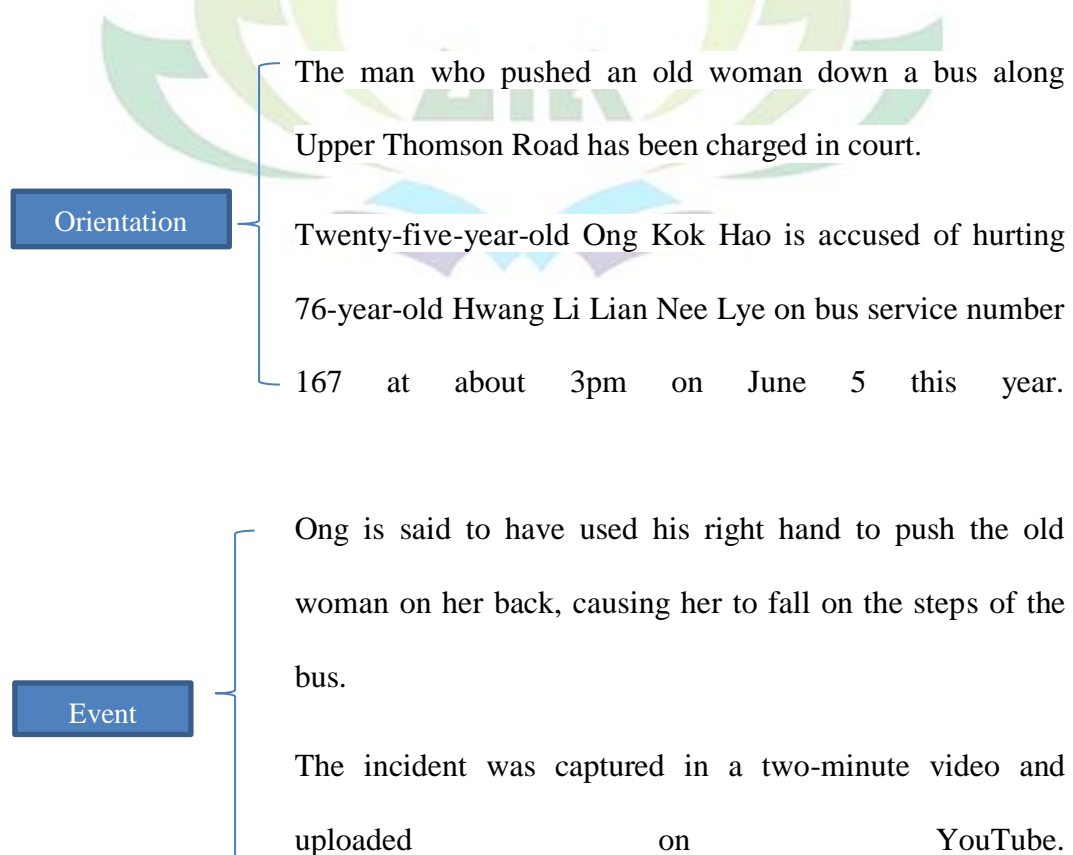 The man who pushed an old woman down a bus along
Upper Thomson Road has been charged in court.
Orientation
Twenty-five-year-old Ong Kok Hao is accused of hurting
76-year-old Hwang Li Lian Nee Lye on bus service number
167 at about 3pm on June 5 this year.
Ong is said to have used his right hand to push the old
woman on her back, causing her to fall on the steps of the
bus.
Event
The incident was captured in a two-minute video and
uploaded on YouTube.